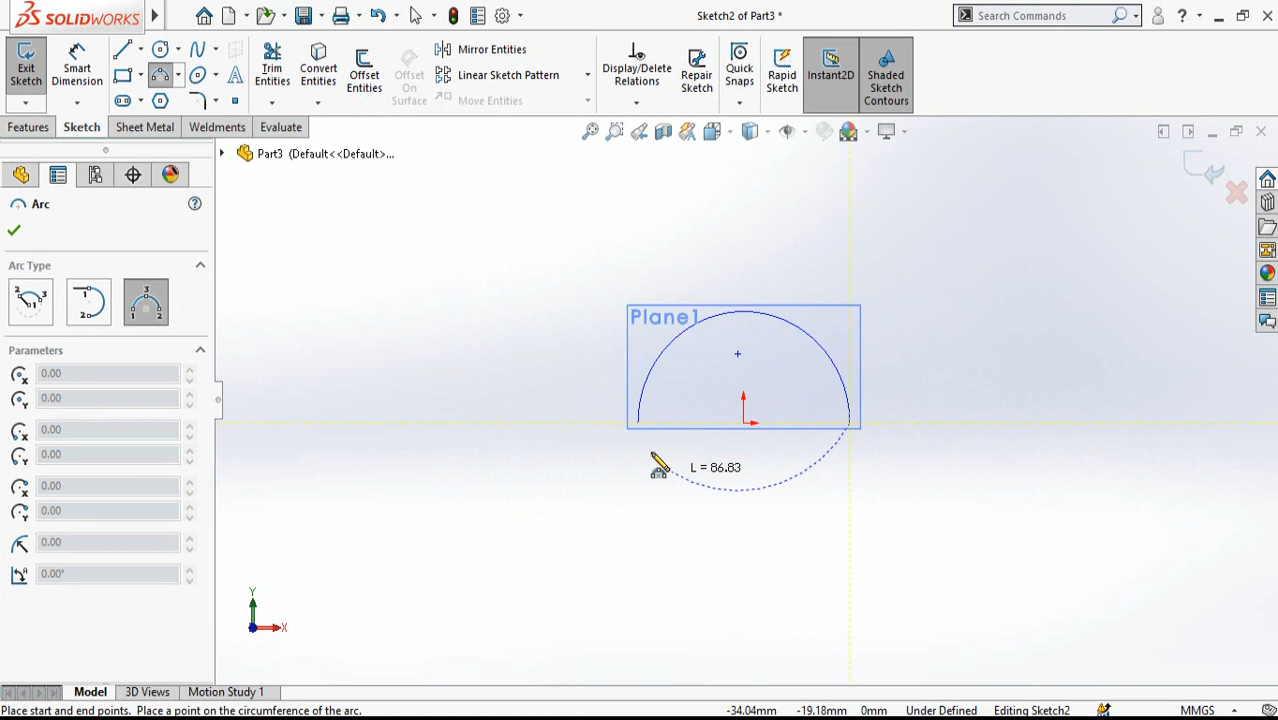 SOLIDWORKS
Sketch2 of Part3 *
Search Commands
Exit Sketch
Smart Dimension
Trim Entities
Convert Entities
Offset Entities
Offset On Surface
Mirror Entities
Linear Sketch Pattern
Move Entities
Display/Delete Relations
Repair Sketch
Quick Snaps
Rapid Sketch
Instant2D
Shaded Sketch Contours
Features
Sketch
Sheet Metal
Weldments
Evaluate
Part3 (Default<<Default>...
Arc
Arc Type
Parameters
0.00
0.00
0.00
0.00
0.00
0.00
0.00
0.00°
Plane1
L = 86.83
Y
X
Model
3D Views
Motion Study 1
Place start and end points. Place a point on the circumference of the arc.
-34.04mm
-19.18mm
0mm
Under Defined
Editing Sketch2
MMGS